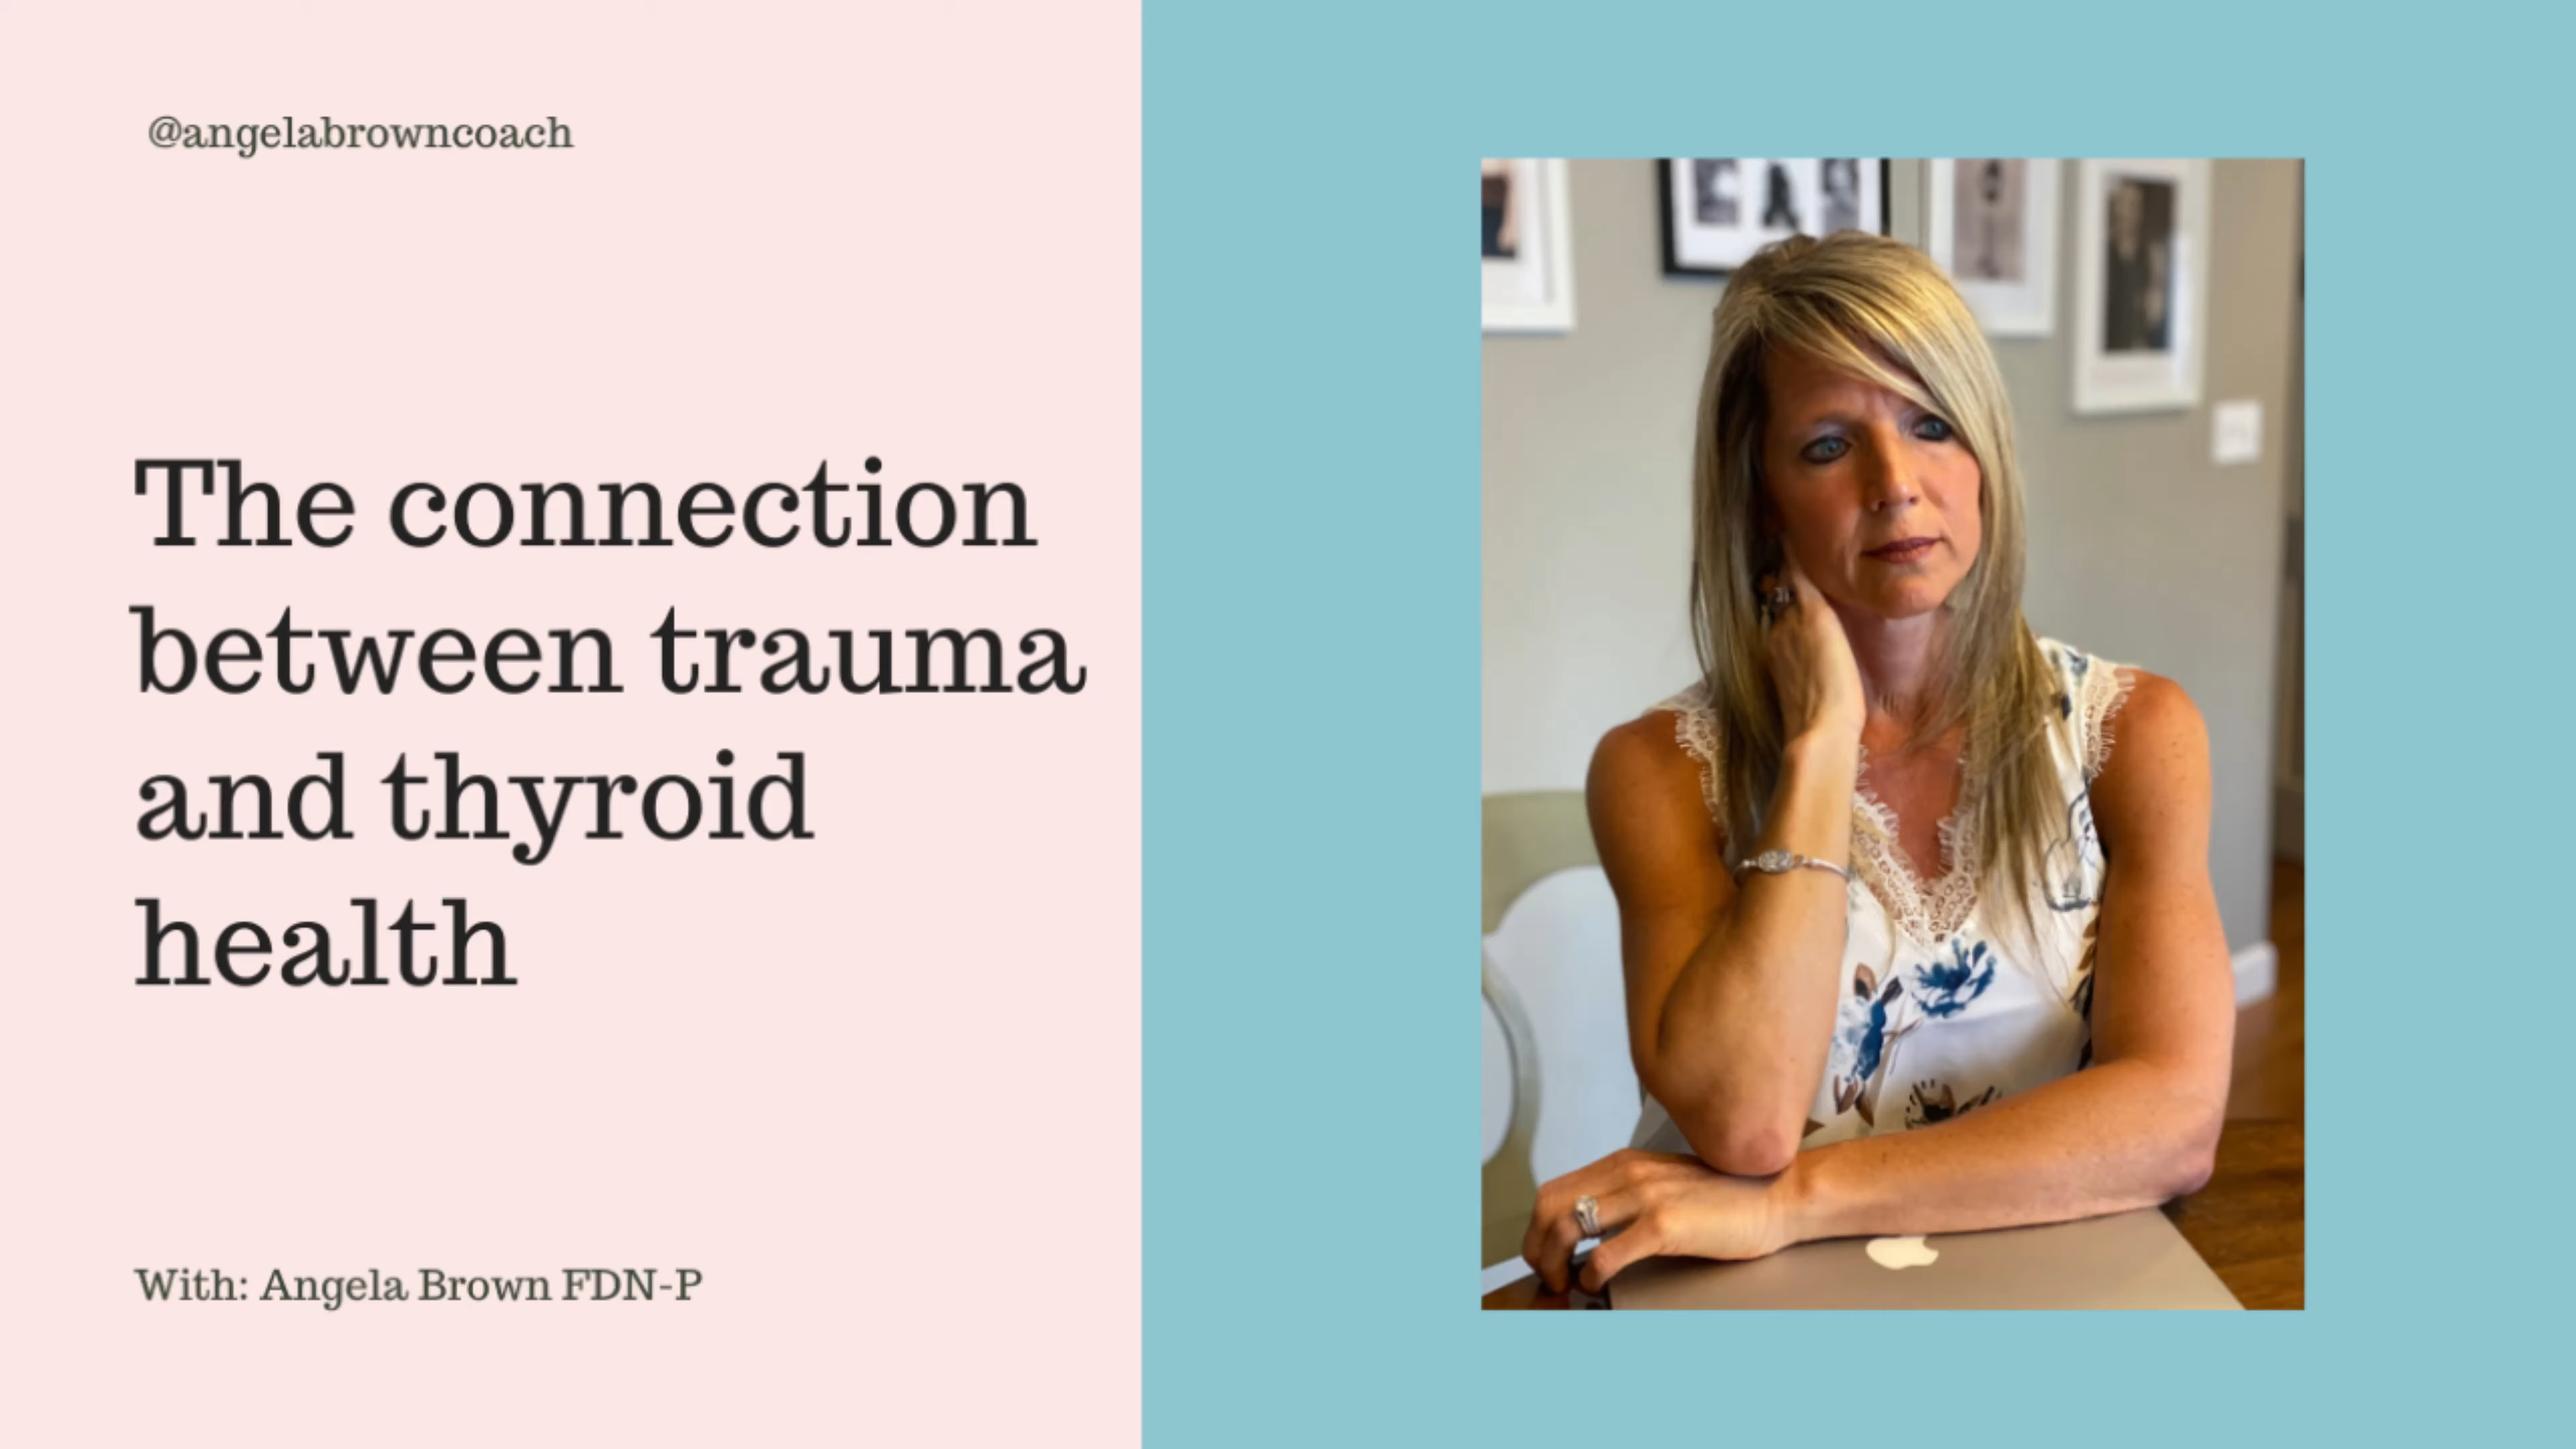 @angelabrowncoach
The connection
between trauma
and thyroid
health
With: Angela Brown FDN-P